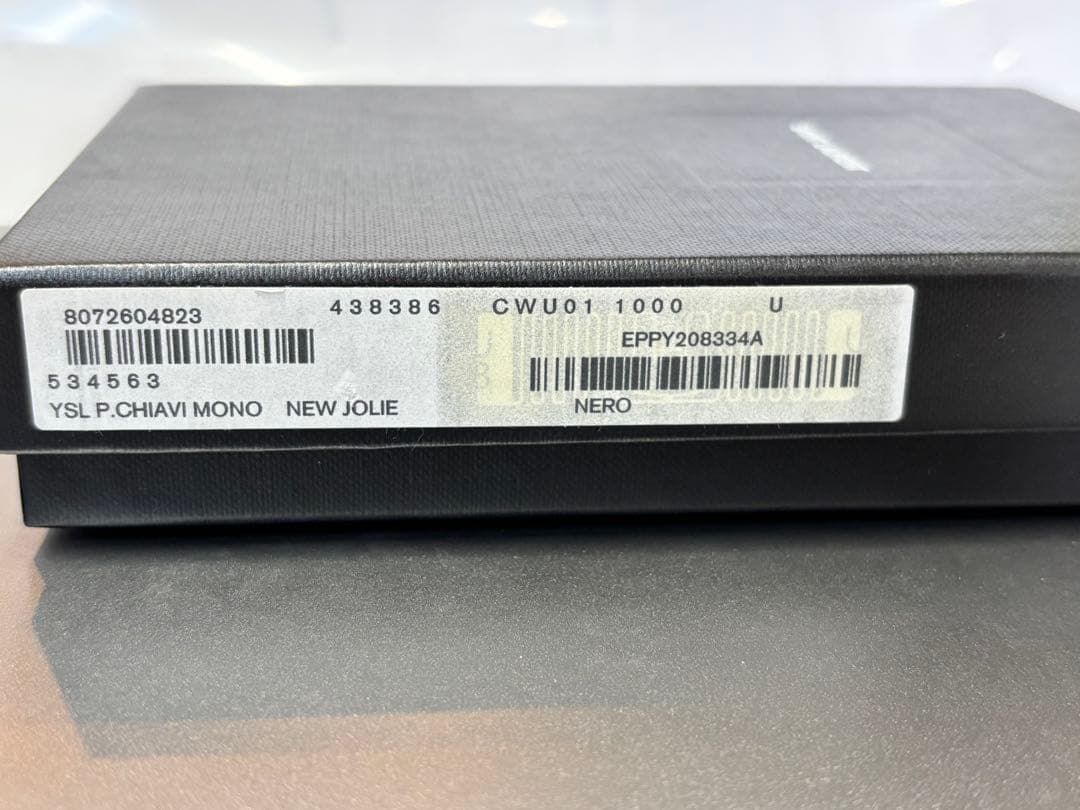 8072604823 438386 CWU01 1000 U
EPPY208334A
534563
YSL P.CHIAVI MONO NEW JOLIE NERO